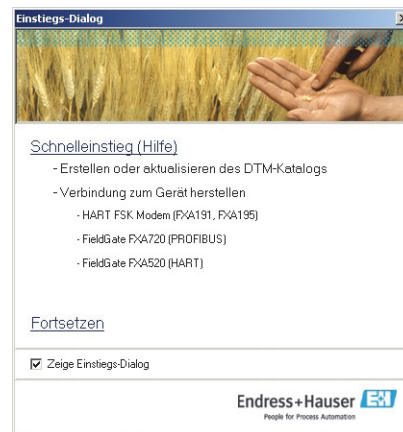 Einstiegs-Dialog
Schnelleinstieg (Hilfe)
- Erstellen oder aktualisieren des DTM-Katalogs
- Verbindung zum Gerät herstellen
- HART FSK Modem (FXA191, FXA195)
- FieldGate FXA720 (PROFIBUS)
- FieldGate FXA520 (HART)
Fortsetzen
Zeige Einstiegs-Dialog
Endress+Hauser EH
People for Process Automation